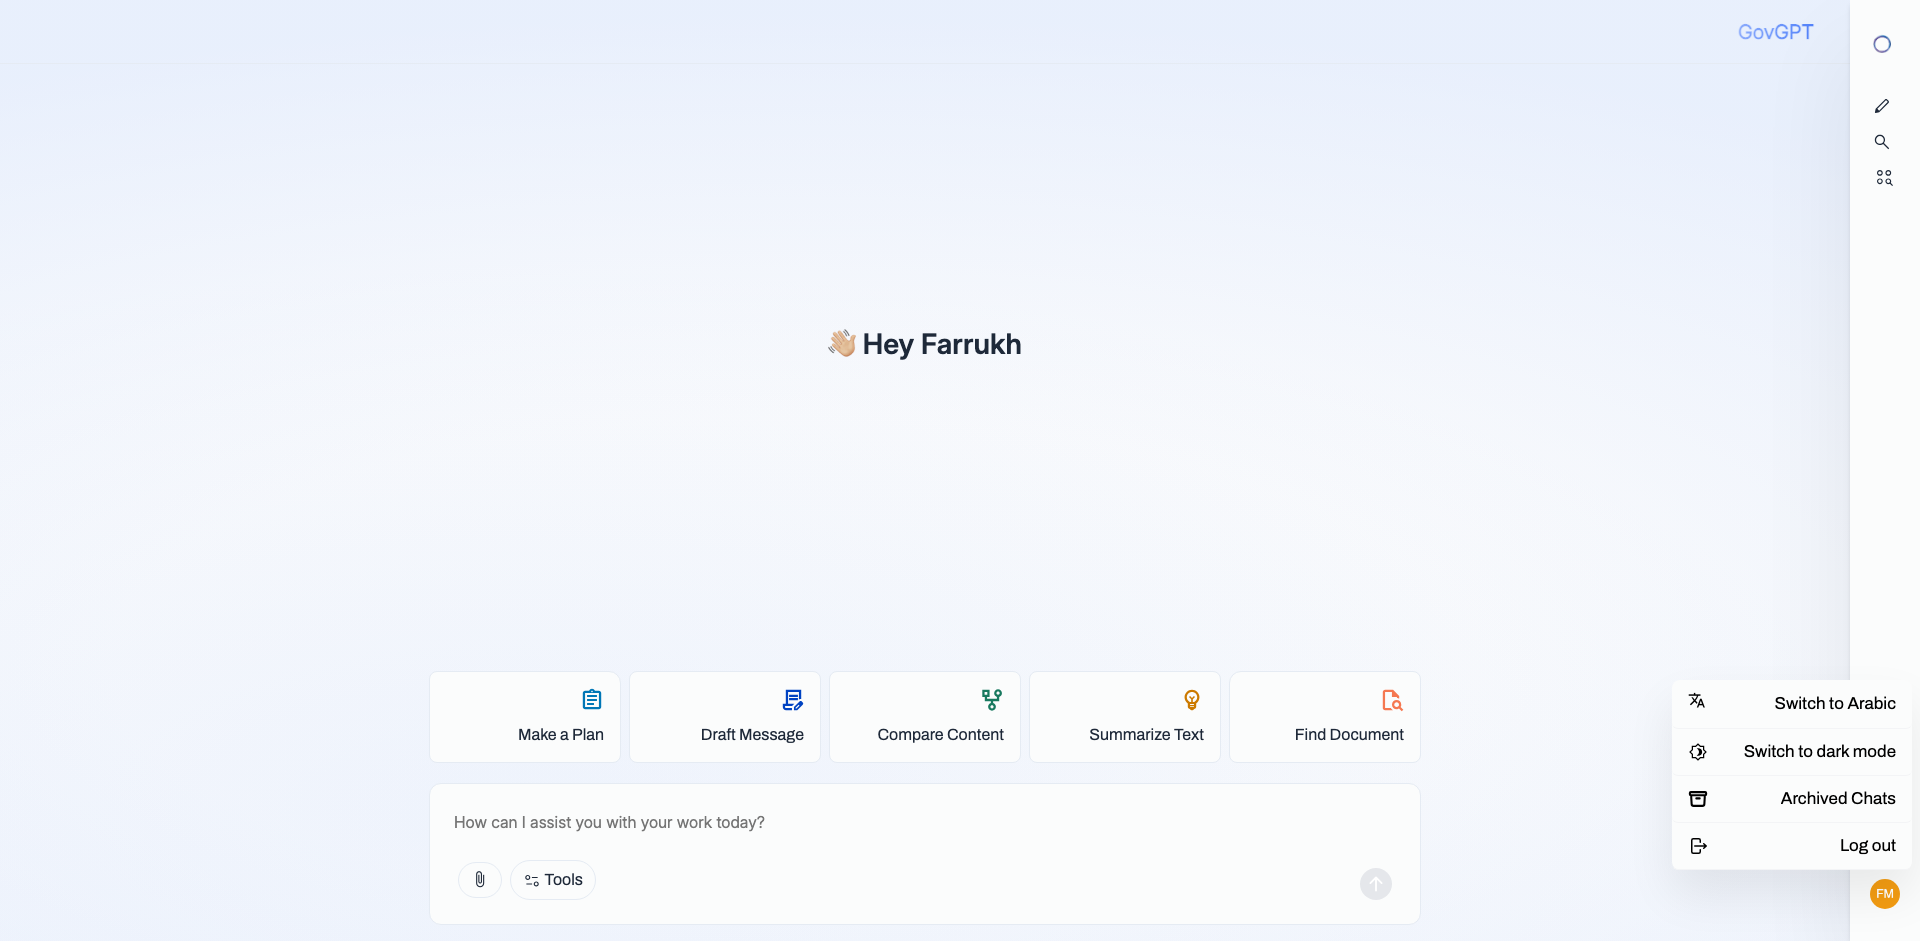 GovGPT
👋🏼 Hey Farrukh
Make a Plan
Draft Message
Compare Content
Summarize Text
Find Document
How can I assist you with your work today?
Tools
Switch to Arabic
Switch to dark mode
Archived Chats
Log out
FM